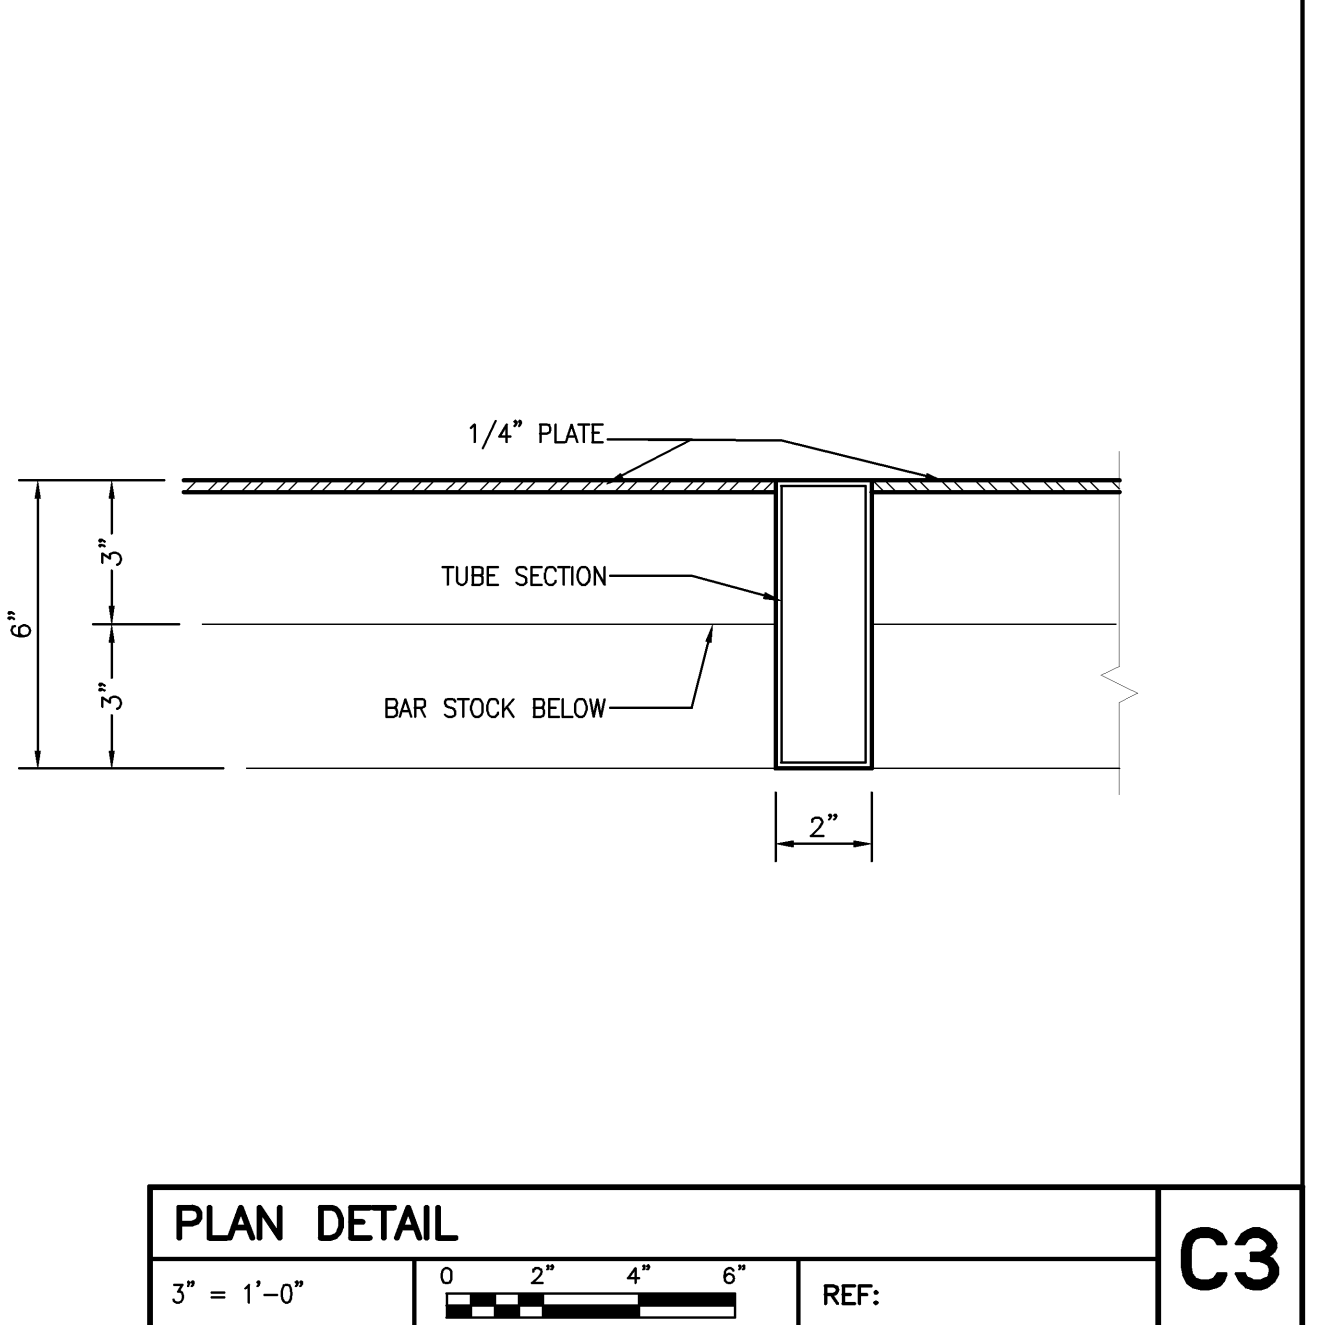 1/4” PLATE
3”
TUBE SECTION
6”
3”
BAR STOCK BELOW
2”
PLAN DETAIL
C3
3” = 1'-0”
0 2” 4” 6”
REF: